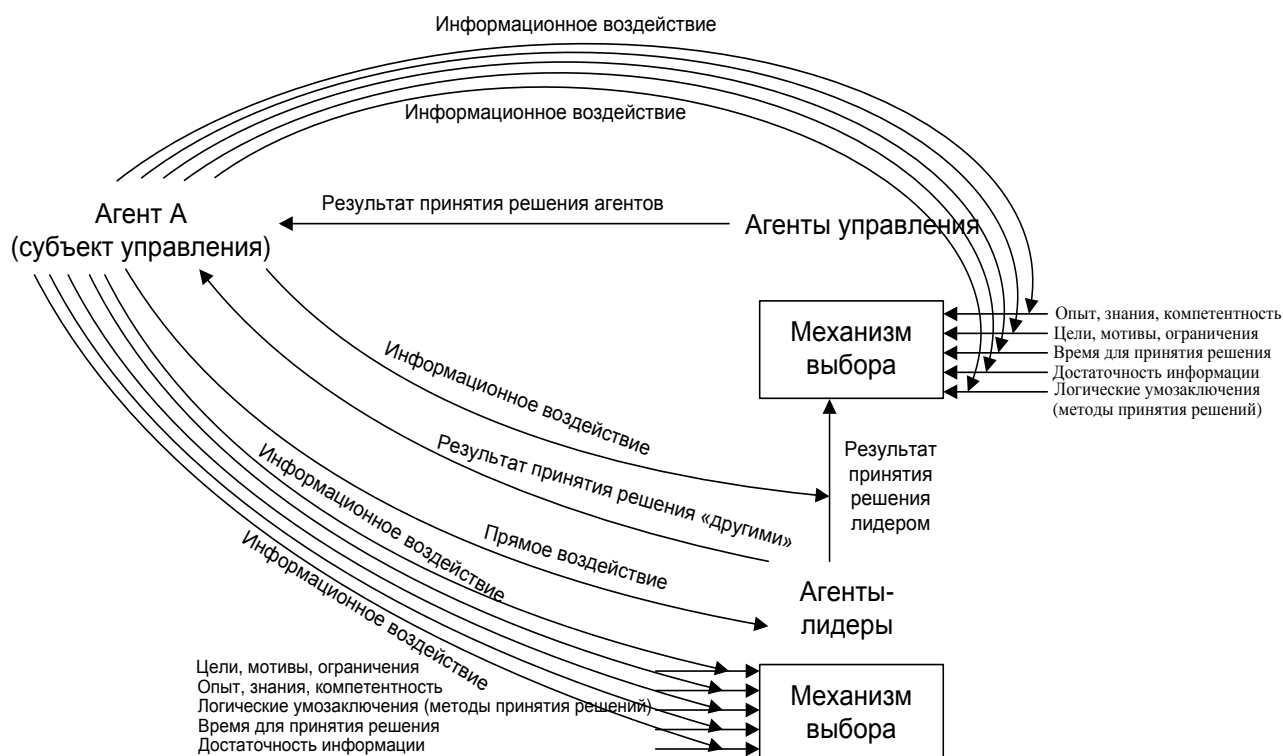 Информационное воздействие
Информационное воздействие
Результат принятия решения агентов
Агент А
(субъект управления)
Агенты управления
Механизм
выбора
Опыт, знания, компетентность
Цели, мотивы, ограничения
Время для принятия решения
Достаточность информации
Логические умозаключения
(методы принятия решений)
Информационное воздействие
Результат принятия решения «другими»
Прямое воздействие
Информационное воздействие
Информационное воздействие
Результат
принятия
решения
лидером
Агенты-
лидеры
Цели, мотивы, ограничения
Опыт, знания, компетентность
Логические умозаключения (методы принятия решений)
Время для принятия решения
Достаточность информации
Механизм
выбора